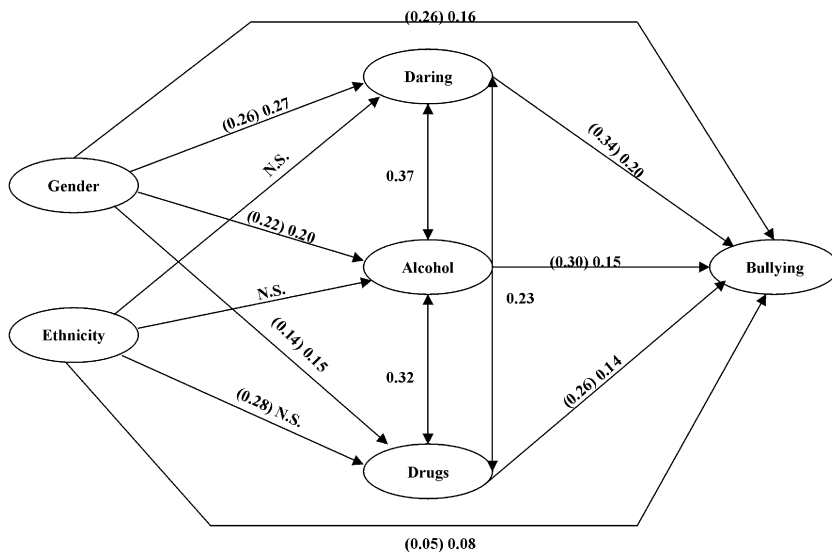 (0.26) 0.16
Daring
(0.26) 0.27
N.S.
(0.34) 0.20
0.37
Gender
(0.22) 0.20
Alcohol
(0.30) 0.15
Bullying
N.S.
0.23
Ethnicity
(0.14) 0.15
0.32
(0.26) 0.14
(0.28) N.S.
Drugs
(0.05) 0.08